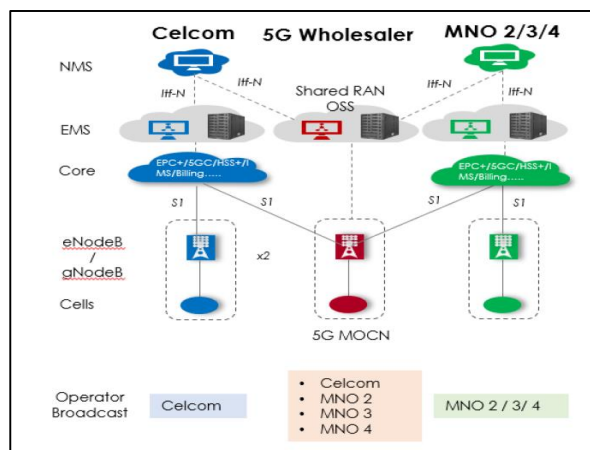 Celcom 5G Wholesaler MNO 2/3/4
NMS
Itf-N Itf-N Itf-N Itf-N
Shared RAN
OSS
EMS
Core
EPC+/5GC/HSS+/I
MS/Billing.....
EPC+/5GC/HSS+/I
MS/Billing.....
S1 S1 S1 S1
eNodeB
/
gNodeB
x2
Cells
5G MOCN
Operator
Broadcast
Celcom
• Celcom
• MNO 2
• MNO 3
• MNO 4
MNO 2 / 3/ 4